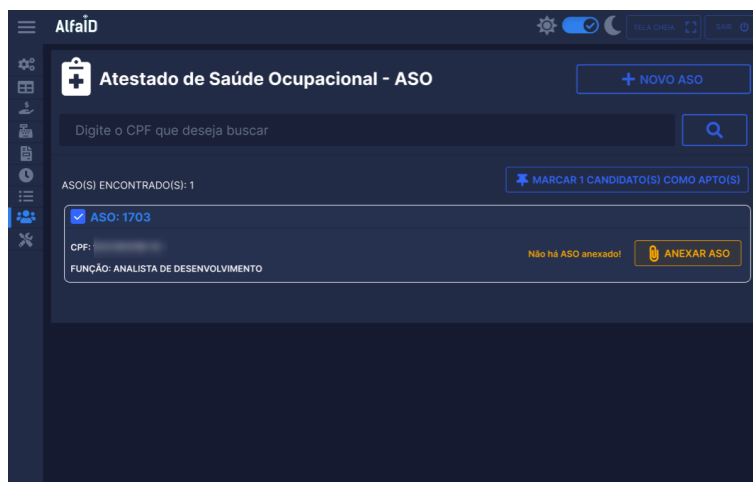 AlfaID
TELA CHEIA
SAIR
Atestado de Saúde Ocupacional - ASO
NOVO ASO
Digite o CPF que deseja buscar
ASO(S) ENCONTRADO(S): 1
MARCAR 1 CANDIDATO(S) COMO APTO(S)
ASO: 1703
CPF:
Não há ASO anexado!
ANEXAR ASO
FUNÇÃO: ANALISTA DE DESENVOLVIMENTO